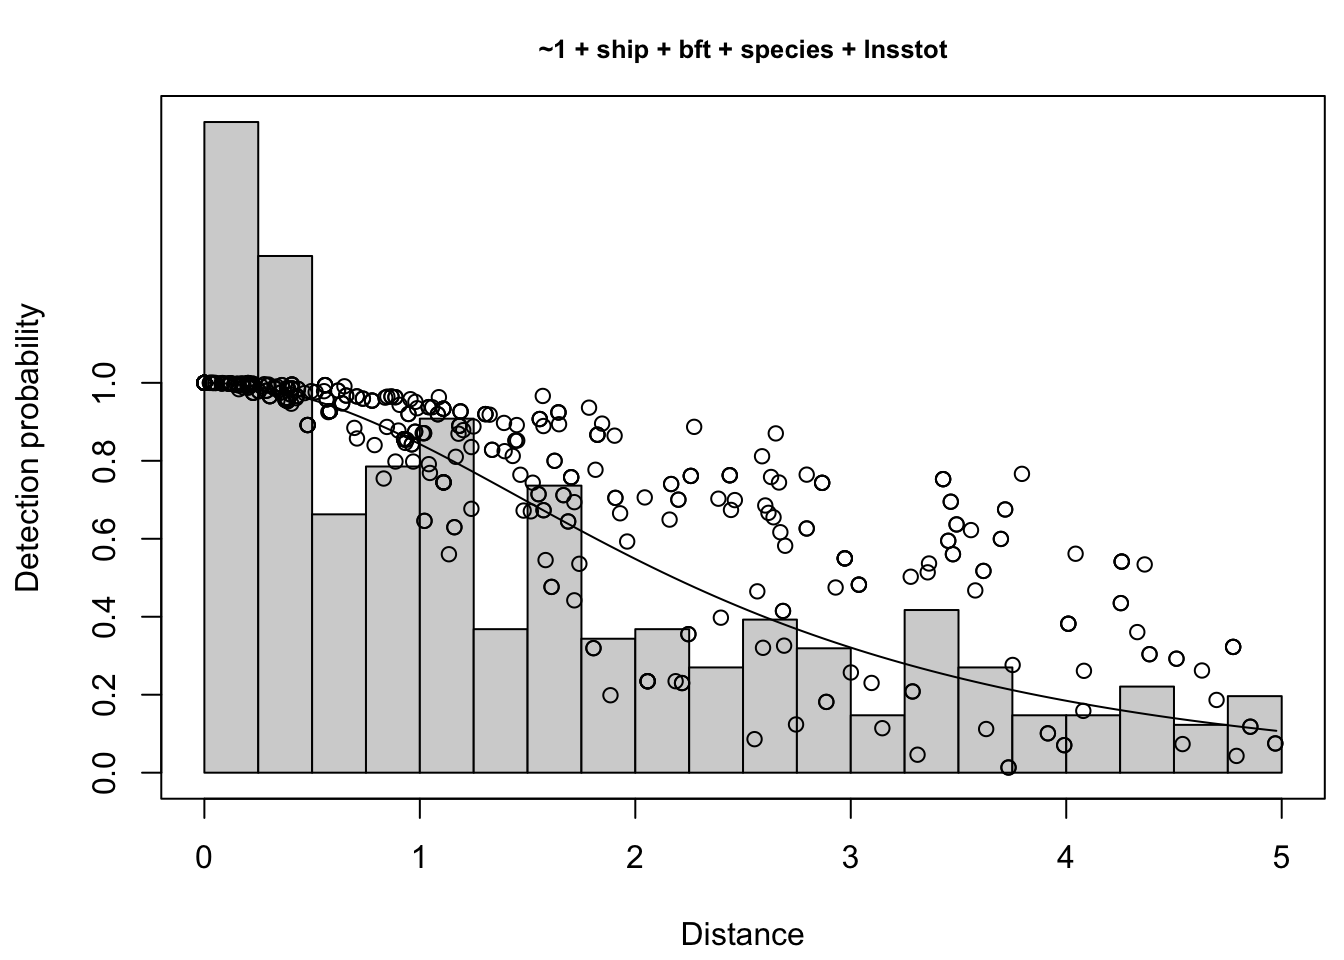 ~1 + ship + bft + species + lnsstot
Detection probability
1.0
0.8
0.6
0.4
0.2
0.0
0 1 2 3 4 5
Distance